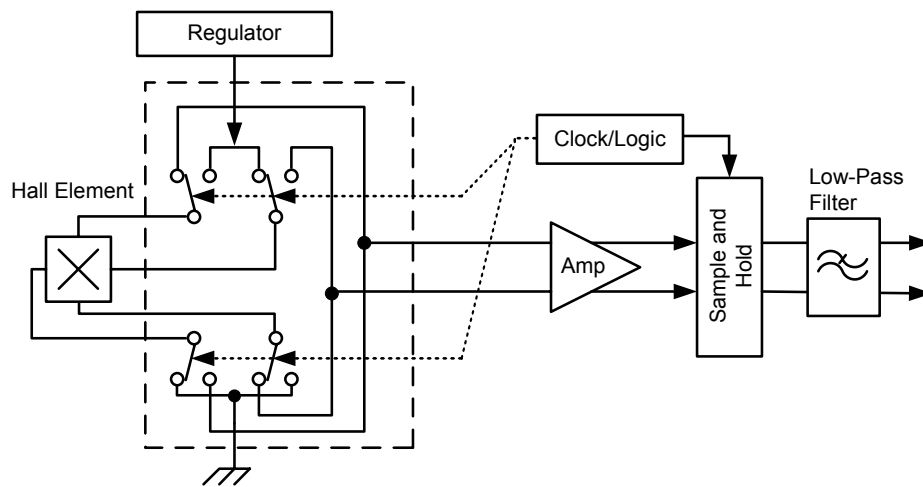 Regulator
Clock/Logic
Hall Element
Low-Pass
Filter
Amp
Sample and
Hold